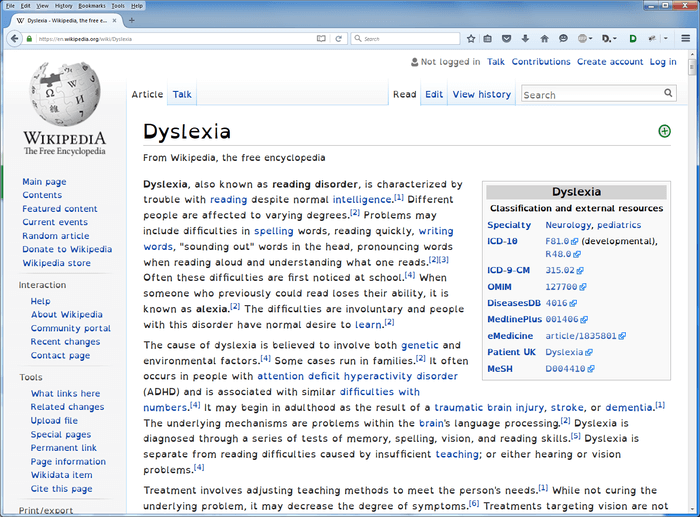 File Edit View History Bookmarks Tools Help
Dyslexia - Wikipedia, the free e...
https://en.wikipedia.org/wiki/Dyslexia
Search
Not logged in Talk Contributions Create account Log in
Article Talk Read Edit View history Search
WIKIPEDIA
The Free Encyclopedia
Main page
Contents
Featured content
Current events
Random article
Donate to Wikipedia
Wikipedia store
Interaction
Help
About Wikipedia
Community portal
Recent changes
Contact page
Tools
What links here
Related changes
Upload file
Special pages
Permanent link
Page information
Wikidata item
Cite this page
Print/export
Dyslexia
From Wikipedia, the free encyclopedia
Dyslexia, also known as reading disorder, is characterized by
trouble with reading despite normal intelligence.[1] Different
people are affected to varying degrees.[2] Problems may
include difficulties in spelling words, reading quickly, writing
words, "sounding out" words in the head, pronouncing words
when reading aloud and understanding what one reads.[2][3]
Often these difficulties are first noticed at school.[4] When
someone who previously could read loses their ability, it is
known as alexia.[2] The difficulties are involuntary and people
with this disorder have normal desire to learn.[2]
Dyslexia
Classification and external resources
Specialty Neurology, pediatrics
ICD-10 F81.0 (developmental),
R48.0
ICD-9-CM 315.02
OMIM 127700
DiseasesDB 4016
MedlinePlus 001406
eMedicine article/1835801
Patient UK Dyslexia
MeSH D004410
The cause of dyslexia is believed to involve both genetic and
environmental factors.[4] Some cases run in families.[2] It often
occurs in people with attention deficit hyperactivity disorder
(ADHD) and is associated with similar difficulties with
numbers.[4] It may begin in adulthood as the result of a traumatic brain injury, stroke, or dementia.[1]
The underlying mechanisms are problems within the brain's language processing.[2] Dyslexia is
diagnosed through a series of tests of memory, spelling, vision, and reading skills.[5] Dyslexia is
separate from reading difficulties caused by insufficient teaching; or either hearing or vision
problems.[4]
Treatment involves adjusting teaching methods to meet the person's needs.[1] While not curing the
underlying problem, it may decrease the degree of symptoms.[6] Treatments targeting vision are not